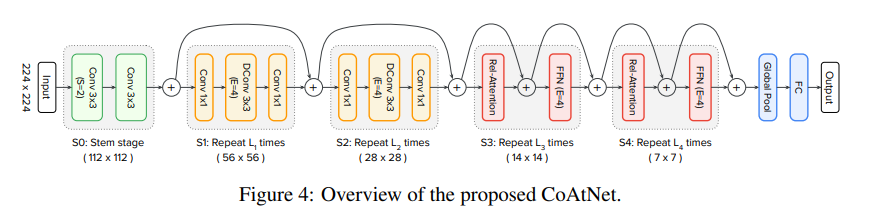 224 x 224
Input
Conv 3x3
(S=2)
Conv 3x3
+
Conv 1x1
DConv 3x3
(E=4)
Conv 1x1
+
Conv 1x1
DConv 3x3
(E=4)
Conv 1x1
+
Rel-Attention
+
FFN (E=4)
+
Rel-Attention
+
FFN (E=4)
+
Global Pool
FC
Output
S0: Stem stage
( 112 x 112 )
S1: Repeat L₁ times
( 56 x 56 )
S2: Repeat L₂ times
( 28 x 28 )
S3: Repeat L₃ times
( 14 x 14 )
S4: Repeat L₄ times
( 7 x 7 )
Figure 4: Overview of the proposed CoAtNet.